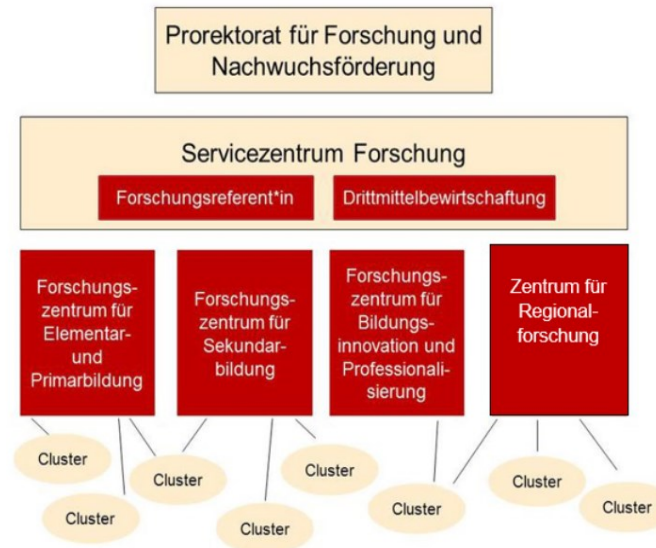 Prorektorat für Forschung und
Nachwuchsförderung
Servicezentrum Forschung
Forschungsreferent*in
Drittmittelbewirtschaftung
Forschungs-
zentrum für
Elementar-
und
Primarbildung
Forschungs-
zentrum für
Sekundar-
bildung
Forschungs-
zentrum für
Bildungs-
innovation und
Professionali-
sierung
Zentrum für
Regional-
forschung
Cluster
Cluster
Cluster
Cluster
Cluster
Cluster
Cluster
Cluster